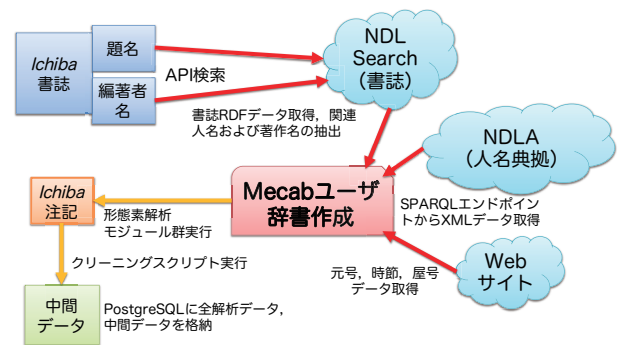 Ichiba
書誌
題名
編著者
名
API検索
NDL
Search
（書誌）
書誌RDFデータ取得，関連
人名および著作名の抽出
NDLA
（人名典拠）
Mecabユーザ
辞書作成
SPARQLエンドポイン
トからXMLデータ取得
Ichiba
注記
形態素解析
モジュール群実行
クリーニングスクリプト実行
元号，時節，屋号
データ取得
Web
サイト
中間
データ
PostgreSQLに全解析データ，
中間データを格納